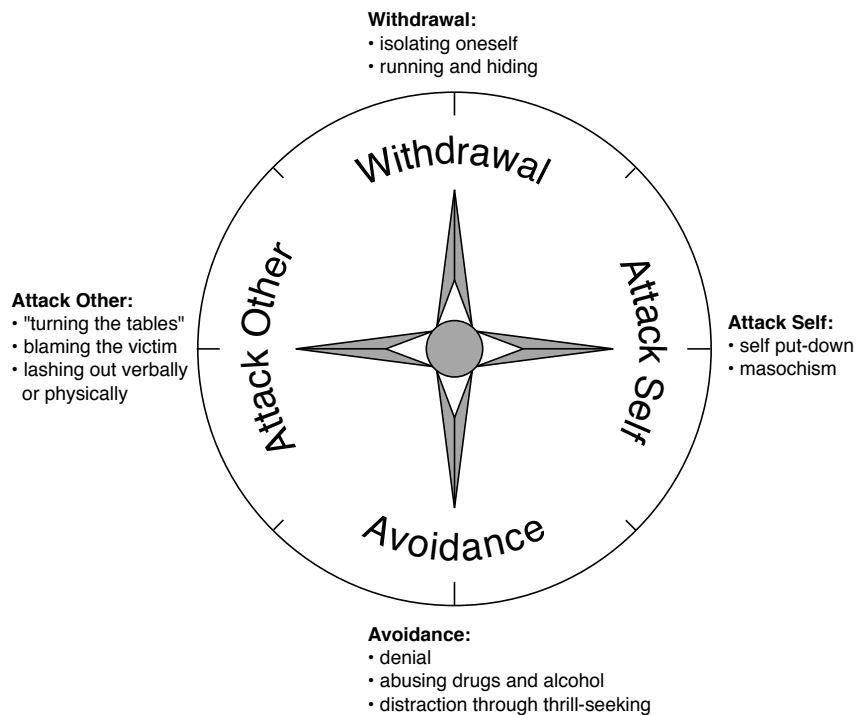 Withdrawal:
• isolating oneself
• running and hiding
Withdrawal
Attack Other:
• "turning the tables"
• blaming the victim
• lashing out verbally
or physically
Attack Other
Attack Self
Attack Self:
• self put-down
• masochism
Avoidance
Avoidance:
• denial
• abusing drugs and alcohol
• distraction through thrill-seeking